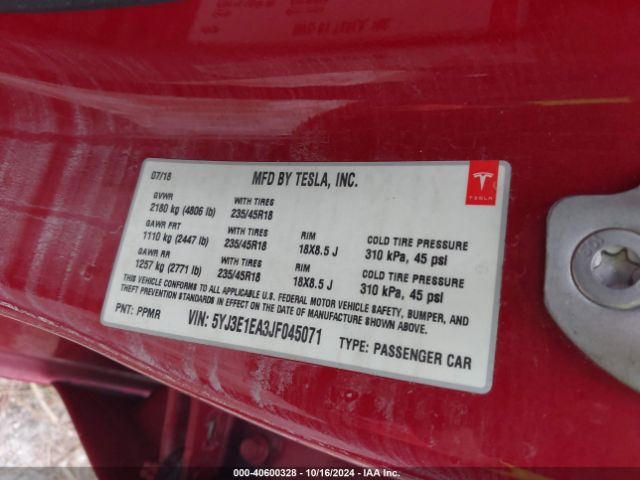 07/18 MFD BY TESLA, INC.
TESLA
GVWR WITH TIRES
2180 kg (4806 lb) 235/45R18
GAWR FRT WITH TIRES RIM COLD TIRE PRESSURE
1110 kg (2447 lb) 235/45R18 18X8.5 J 310 kPa, 45 psi
GAWR RR WITH TIRES RIM COLD TIRE PRESSURE
1257 kg (2771 lb) 235/45R18 18X8.5 J 310 kPa, 45 psi
THIS VEHICLE CONFORMS TO ALL APPLICABLE U.S. FEDERAL MOTOR VEHICLE SAFETY, BUMPER, AND
THEFT PREVENTION STANDARDS IN EFFECT ON THE DATE OF MANUFACTURE SHOWN ABOVE.
PNT: PPMR VIN: 5YJ3E1EA3JF045071 TYPE: PASSENGER CAR
000-40600328 - 10/16/2024 - IAA Inc.